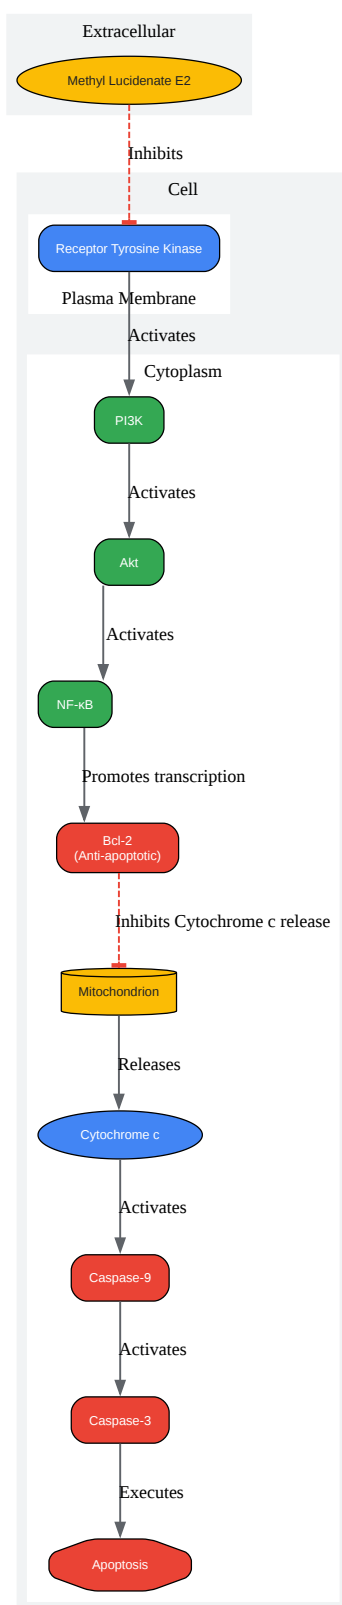 Extracellular
Methyl Lucidenate E2
Inhibits
Cell
Receptor Tyrosine Kinase
Plasma Membrane
Activates
Cytoplasm
PI3K
Activates
Akt
Activates
NF-κB
Promotes transcription
Bcl-2
(Anti-apoptotic)
Inhibits Cytochrome c release
Mitochondrion
Releases
Cytochrome c
Activates
Caspase-9
Activates
Caspase-3
Executes
Apoptosis